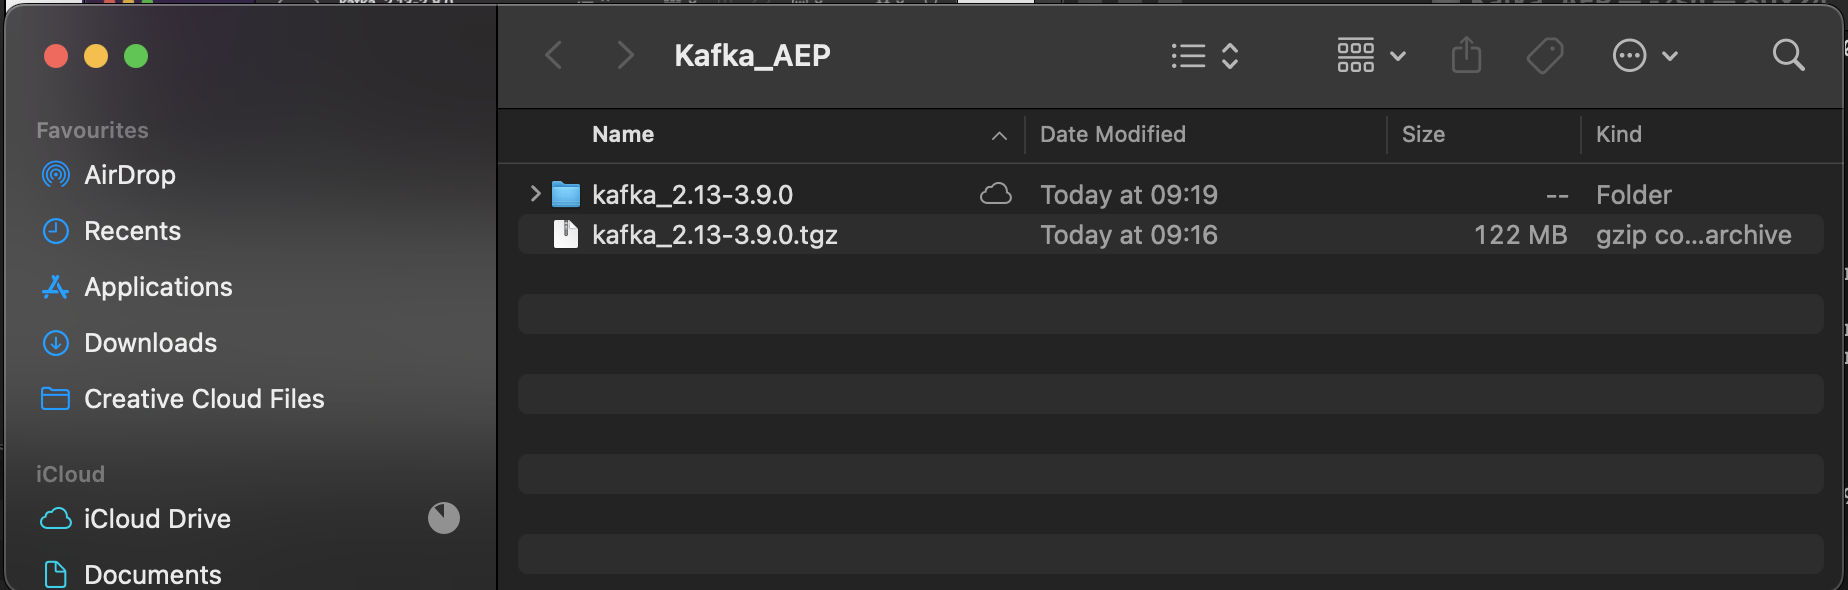 Kafka_AEP
Favourites
AirDrop
Recents
Applications
Downloads
Creative Cloud Files
iCloud
iCloud Drive
Documents
Name Date Modified Size Kind
kafka_2.13-3.9.0 Today at 09:19 -- Folder
kafka_2.13-3.9.0.tgz Today at 09:16 122 MB gzip co...archive